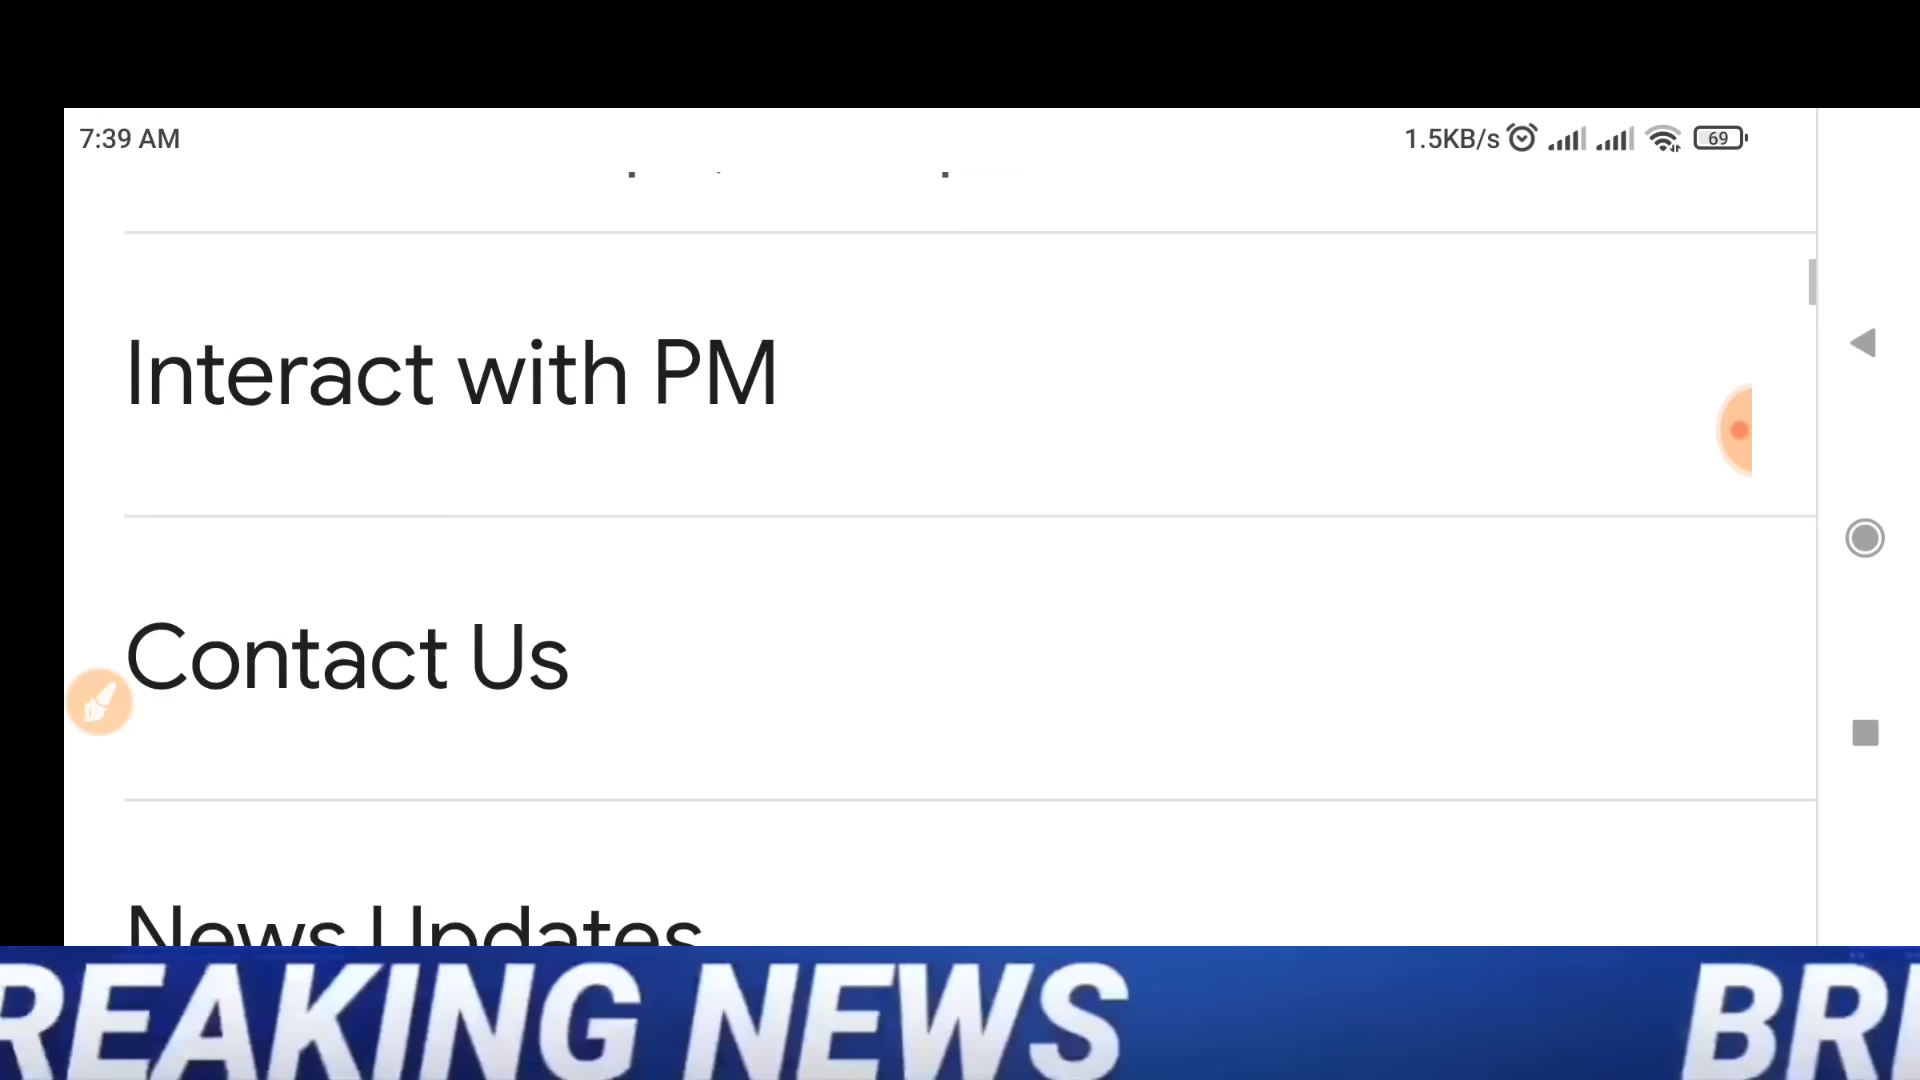 7:39 AM 1.5KB/s 69
Interact with PM
Contact Us
News Updates
REAKING NEWS BRE